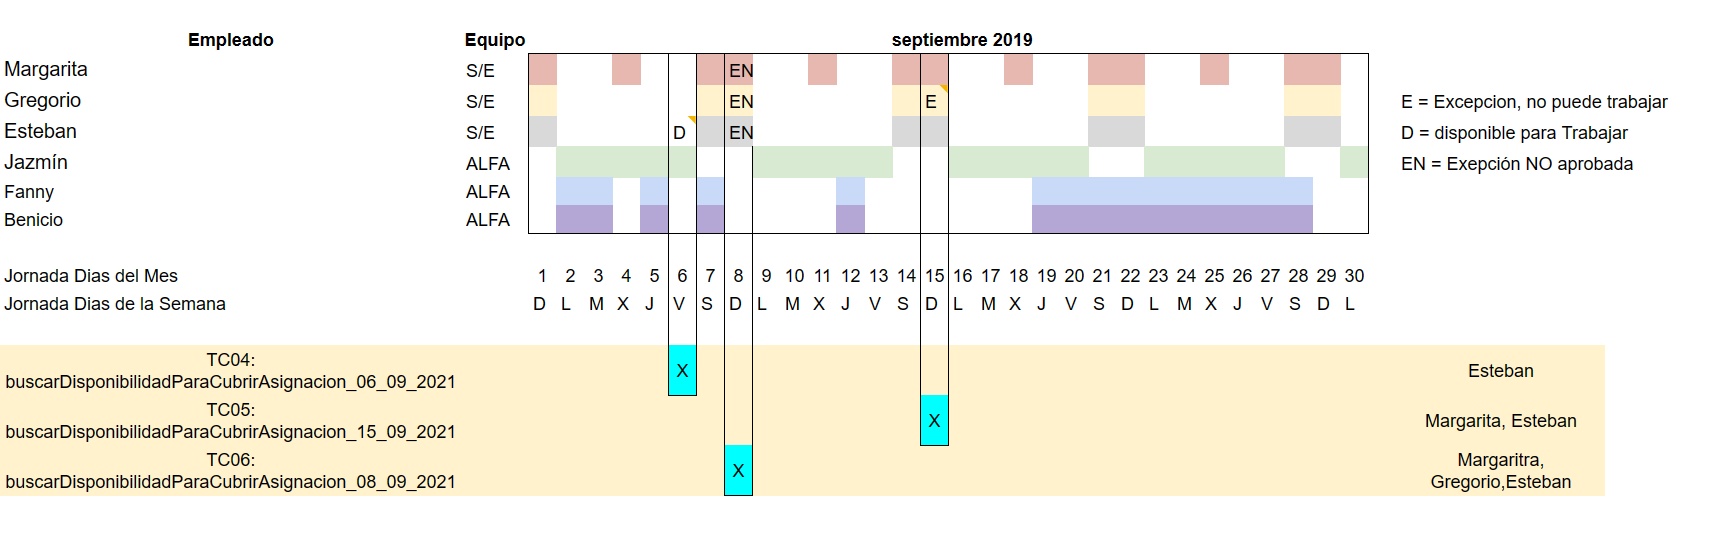 Empleado Equipo septiembre 2019
Margarita S/E EN
Gregorio S/E EN E E = Excepcion, no puede trabajar
Esteban S/E D EN D = disponible para Trabajar
Jazmín ALFA EN = Exepción NO aprobada
Fanny ALFA
Benicio ALFA
Jornada Dias del Mes 1 2 3 4 5 6 7 8 9 10 11 12 13 14 15 16 17 18 19 20 21 22 23 24 25 26 27 28 29 30
Jornada Dias de la Semana D L M X J V S D L M X J V S D L M X J V S D L M X J V S D L
TC04:
buscarDisponibilidadParaCubrirAsignacion_06_09_2021 X Esteban
TC05:
buscarDisponibilidadParaCubrirAsignacion_15_09_2021 X Margarita, Esteban
TC06:
buscarDisponibilidadParaCubrirAsignacion_08_09_2021 X Margaritra,
Gregorio,Esteban